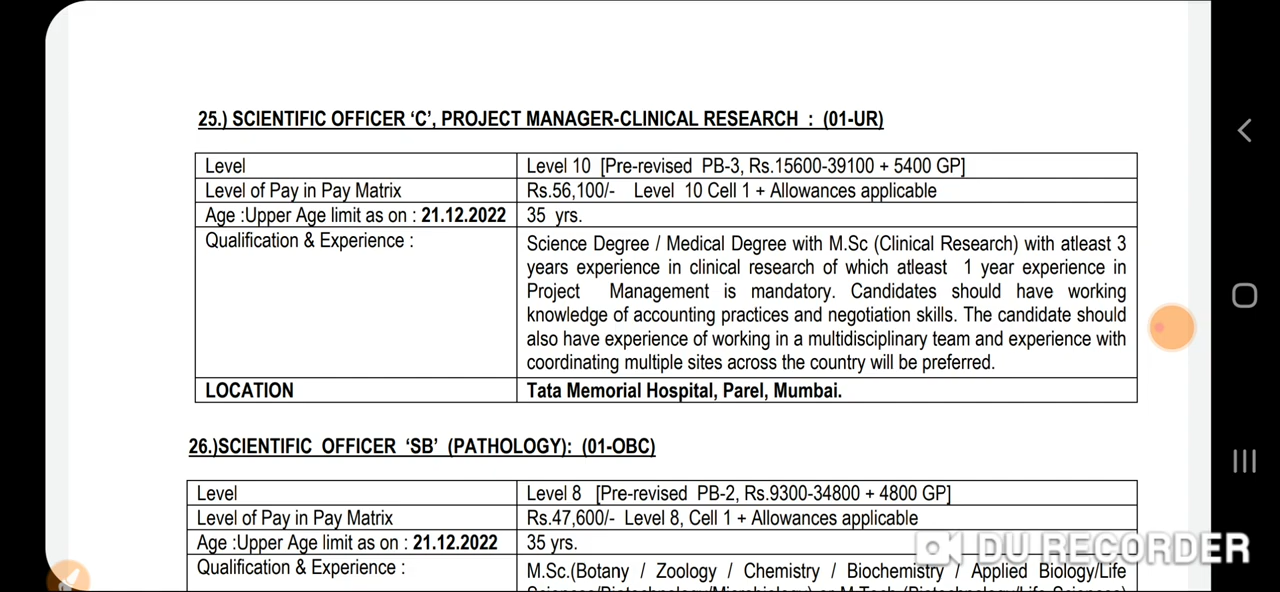 25.) SCIENTIFIC OFFICER ‘C’, PROJECT MANAGER-CLINICAL RESEARCH : (01-UR)
Level Level 10 [Pre-revised PB-3, Rs.15600-39100 + 5400 GP]
Level of Pay in Pay Matrix Rs.56,100/- Level 10 Cell 1 + Allowances applicable
Age :Upper Age limit as on : 21.12.2022 35 yrs.
Qualification & Experience : Science Degree / Medical Degree with M.Sc (Clinical Research) with atleast 3
years experience in clinical research of which atleast 1 year experience in
Project Management is mandatory. Candidates should have working
knowledge of accounting practices and negotiation skills. The candidate should
also have experience of working in a multidisciplinary team and experience with
coordinating multiple sites across the country will be preferred.
LOCATION Tata Memorial Hospital, Parel, Mumbai.
26.)SCIENTIFIC OFFICER ‘SB’ (PATHOLOGY): (01-OBC)
Level Level 8 [Pre-revised PB-2, Rs.9300-34800 + 4800 GP]
Level of Pay in Pay Matrix Rs.47,600/- Level 8, Cell 1 + Allowances applicable
Age :Upper Age limit as on : 21.12.2022 35 yrs.
DU RECORDER
Qualification & Experience : M.Sc.(Botany / Zoology / Chemistry / Biochemistry / Applied Biology/Life